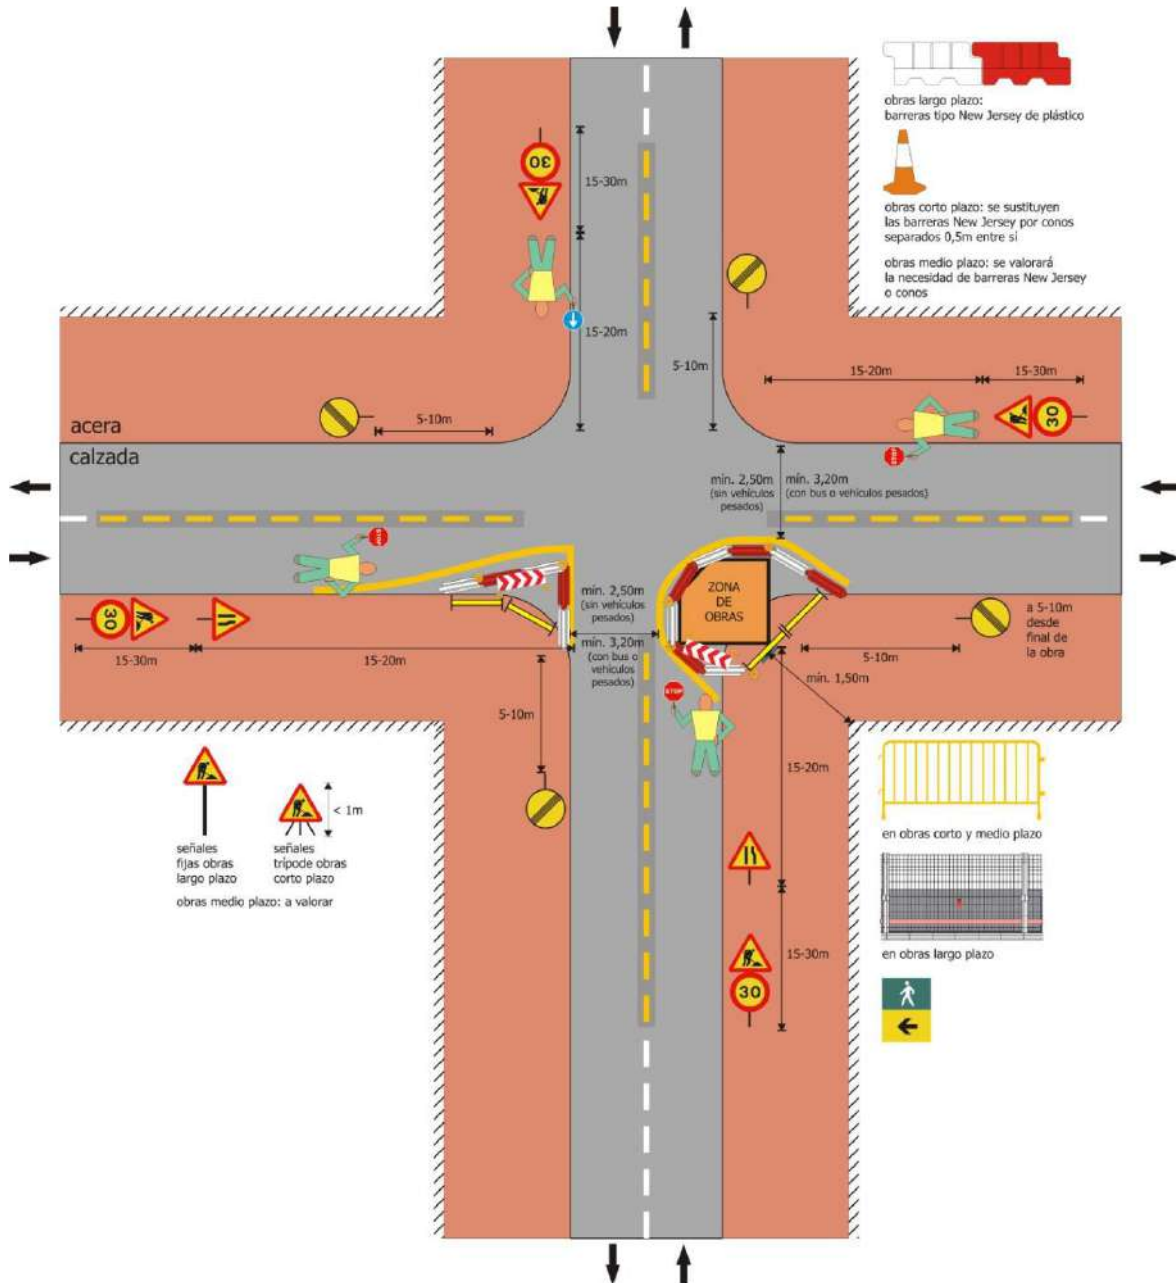 obras largo plazo:
barreras tipo New Jersey de plástico
30
15-30m
obras corto plazo: se sustituyen
las barreras New Jersey por conos
separados 0,5m entre sí
obras medio plazo: se valorará
la necesidad de barreras New Jersey
o conos
15-20m
5-10m
15-20m
15-30m
5-10m
30
acera
calzada
STOP
mín. 2,50m
(sin vehículos
pesados)
mín. 3,20m
(con bus o vehículos pesados)
STOP
ZONA
DE
OBRAS
mín. 2,50m
(sin vehículos
pesados)
mín. 3,20m
(con bus o
vehículos
pesados)
30
15-30m
15-20m
a 5-10m
desde
final de
la obra
5-10m
mín. 1,50m
STOP
5-10m
15-20m
< 1m
señales
fijas obras
largo plazo
señales
trípode obras
corto plazo
obras medio plazo: a valorar
en obras corto y medio plazo
15-30m
30
en obras largo plazo